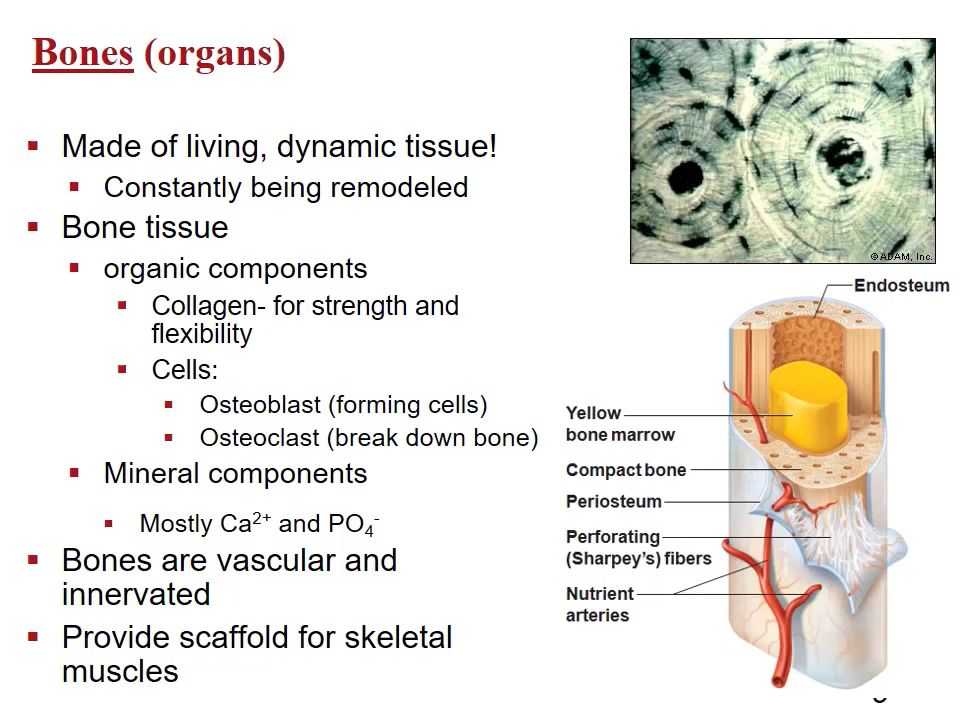 Bones (organs)
Made of living, dynamic tissue!
Constantly being remodeled
Bone tissue
organic components
Collagen- for strength and
flexibility
Cells:
Osteoblast (forming cells)
Osteoclast (break down bone)
Mineral components
Mostly Ca²⁺ and PO₄⁻
Bones are vascular and
innervated
Provide scaffold for skeletal
muscles
©ADAM, Inc.
Endosteum
Yellow
bone marrow
Compact bone
Periosteum
Perforating
(Sharpey's) fibers
Nutrient
arteries